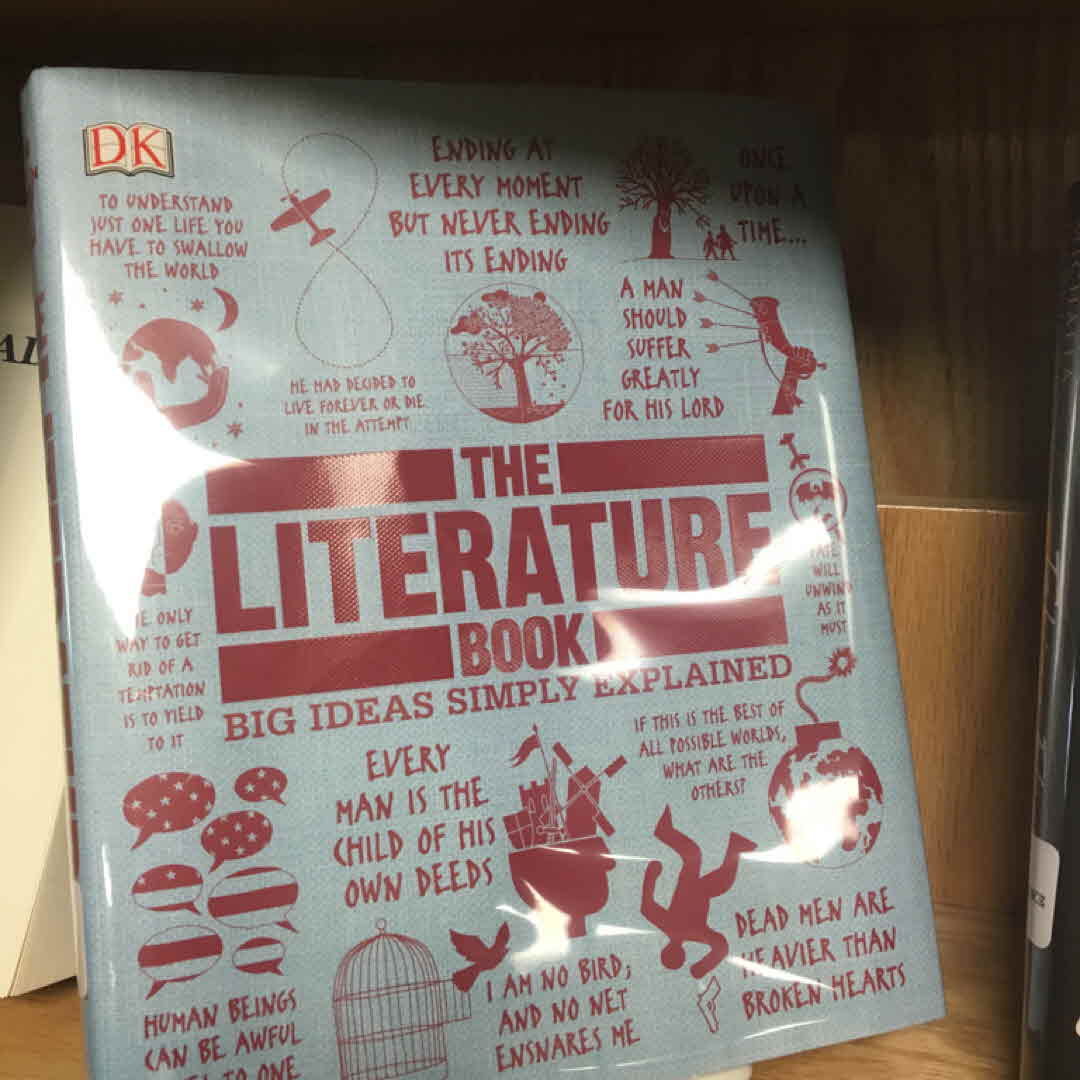 DK
TO UNDERSTAND
JUST ONE LIFE YOU
HAVE TO SWALLOW
THE WORLD
ENDING AT
EVERY MOMENT
BUT NEVER ENDING
ITS ENDING
ONCE
UPON A
TIME...
HE HAD DECIDED TO
LIVE FOREVER OR DIE
IN THE ATTEMPT
A MAN
SHOULD
SUFFER
GREATLY
FOR HIS LORD
THE
LITERATURE
BOOK
BIG IDEAS SIMPLY EXPLAINED
ONLY
WAY TO GET
RID OF A
TEMPTATION
IS TO YIELD
TO IT
FATE
WILL
UNWIND
AS IT
MUST
EVERY
MAN IS THE
CHILD OF HIS
OWN DEEDS
IF THIS IS THE BEST OF
ALL POSSIBLE WORLDS,
WHAT ARE THE
OTHERS?
HUMAN BEINGS
CAN BE AWFUL
TO ONE
I AM NO BIRD;
AND NO NET
ENSNARES ME
DEAD MEN ARE
HEAVIER THAN
BROKEN HEARTS